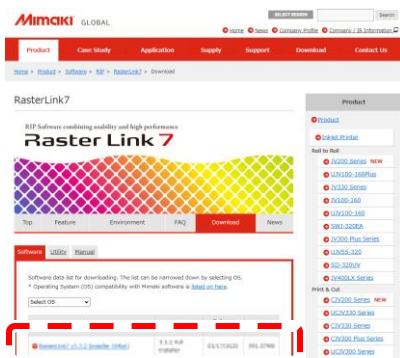 Mimaki GLOBAL
SELECT REGION
Search
Home News Company Profile Company / IR Information
Product Case Study Application Supply Support Download Contact Us
Home > Product > Software > RIP > RasterLink7 > Download
RasterLink7
RIP Software combining usability and high performance
Raster Link 7
Top Feature Environment FAQ Download News
Software Utility Manual
Software data list for downloading. The list can be narrowed down by selecting OS.
* Operating System (OS) compatibility with Mimaki software is listed on here.
Select OS
Product
Product
Inkjet Printer
Roll to Roll
JV200 Series NEW
UJV100-160Plus
JV330 Series
JV100-160
UJV100-160
SWJ-320EA
JV300 Plus Series
UJV55-320
SIJ-320UV
JV400LX Series
Print & Cut
CJV200 Series NEW
UCJV330 Series
CJV330 Series
CJV300 Plus Series
UCJV300 Series